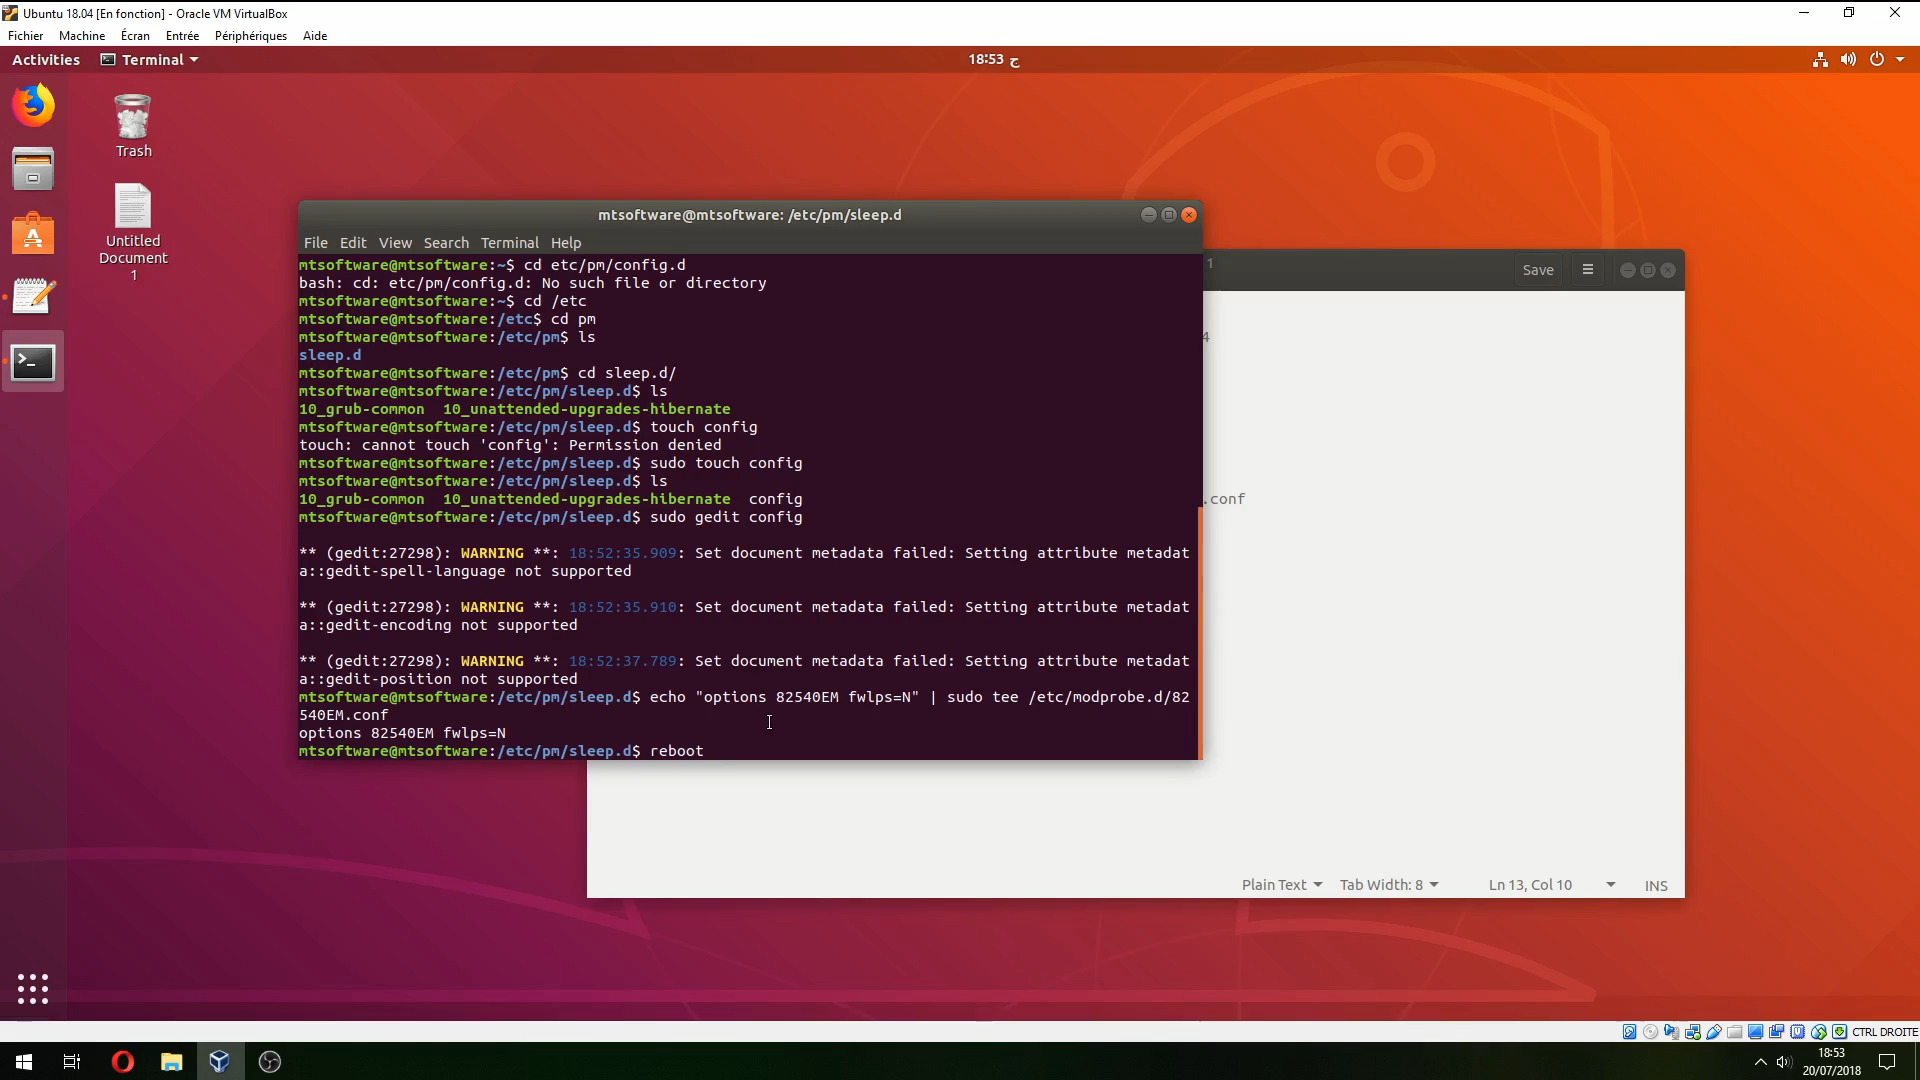 Ubuntu 18.04 [En fonction] - Oracle VM VirtualBox
Fichier Machine Écran Entrée Périphériques Aide
Activities Terminal 18:53 ج
Trash
Untitled
Document
1
mtsoftware@mtsoftware: /etc/pm/sleep.d
File Edit View Search Terminal Help
mtsoftware@mtsoftware:~$ cd etc/pm/config.d
bash: cd: etc/pm/config.d: No such file or directory
mtsoftware@mtsoftware:~$ cd /etc
mtsoftware@mtsoftware:/etc$ cd pm
mtsoftware@mtsoftware:/etc/pm$ ls
sleep.d
mtsoftware@mtsoftware:/etc/pm$ cd sleep.d/
mtsoftware@mtsoftware:/etc/pm/sleep.d$ ls
10_grub-common 10_unattended-upgrades-hibernate
mtsoftware@mtsoftware:/etc/pm/sleep.d$ touch config
touch: cannot touch 'config': Permission denied
mtsoftware@mtsoftware:/etc/pm/sleep.d$ sudo touch config
mtsoftware@mtsoftware:/etc/pm/sleep.d$ ls
10_grub-common 10_unattended-upgrades-hibernate config
mtsoftware@mtsoftware:/etc/pm/sleep.d$ sudo gedit config
** (gedit:27298): WARNING **: 18:52:35.909: Set document metadata failed: Setting attribute metadat
a::gedit-spell-language not supported
** (gedit:27298): WARNING **: 18:52:35.910: Set document metadata failed: Setting attribute metadat
a::gedit-encoding not supported
** (gedit:27298): WARNING **: 18:52:37.789: Set document metadata failed: Setting attribute metadat
a::gedit-position not supported
mtsoftware@mtsoftware:/etc/pm/sleep.d$ echo "options 82540EM fwlps=N" | sudo tee /etc/modprobe.d/82
540EM.conf
options 82540EM fwlps=N
mtsoftware@mtsoftware:/etc/pm/sleep.d$ reboot
1
Save
4
.conf
Plain Text Tab Width: 8 Ln 13, Col 10 INS
CTRL DROITE
18:53
20/07/2018